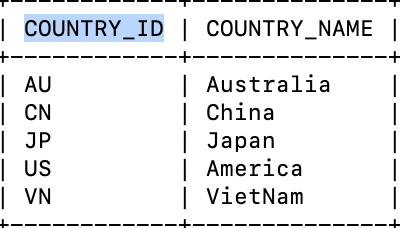 | COUNTRY_ID | COUNTRY_NAME |
| AU | Australia |
| CN | China |
| JP | Japan |
| US | America |
| VN | VietNam |